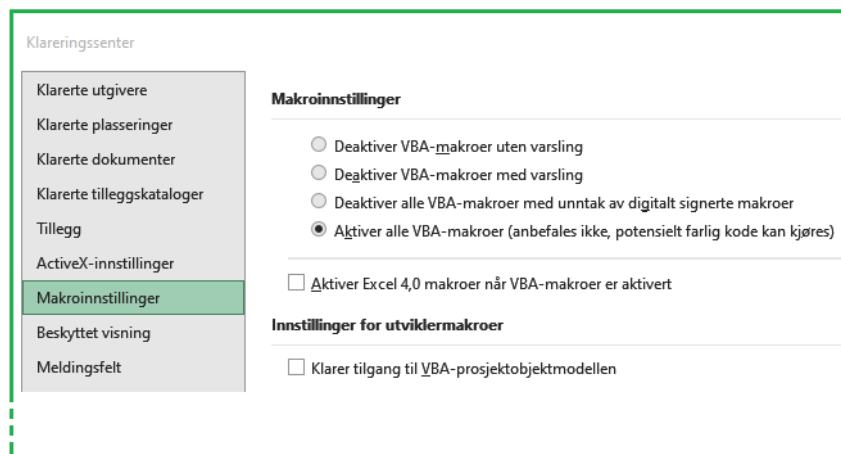 Klareringssenter
Klarerte utgivere
Klarerte plasseringer
Klarerte dokumenter
Klarerte tilleggskataloger
Tillegg
ActiveX-innstillinger
Makroinnstillinger
Beskyttet visning
Meldingsfelt
Makroinnstillinger
Deaktiver VBA-makroer uten varsling
Deaktiver VBA-makroer med varsling
Deaktiver alle VBA-makroer med unntak av digitalt signerte makroer
Aktiver alle VBA-makroer (anbefales ikke, potensielt farlig kode kan kjøres)
Aktiver Excel 4,0 makroer når VBA-makroer er aktivert
Innstillinger for utviklermakroer
Klarer tilgang til VBA-prosjektobjektmodellen